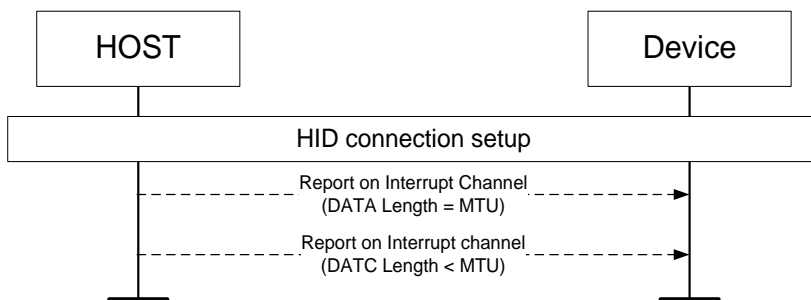 HOST
Device
HID connection setup
Report on Interrupt Channel
(DATA Length = MTU)
Report on Interrupt channel
(DATC Length < MTU)